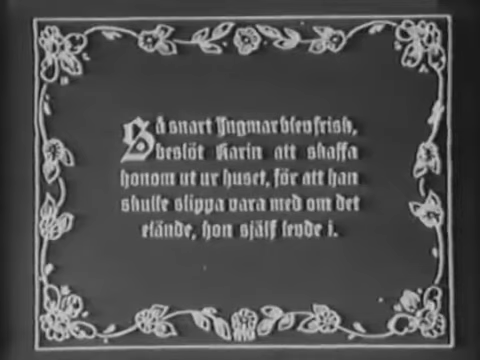 Så snart Yngmar blev frisk,
beslöt Karin att skaffa
honom ut ur huset, för att han
skulle slippa vara med om det
elände, hon själf levde i.